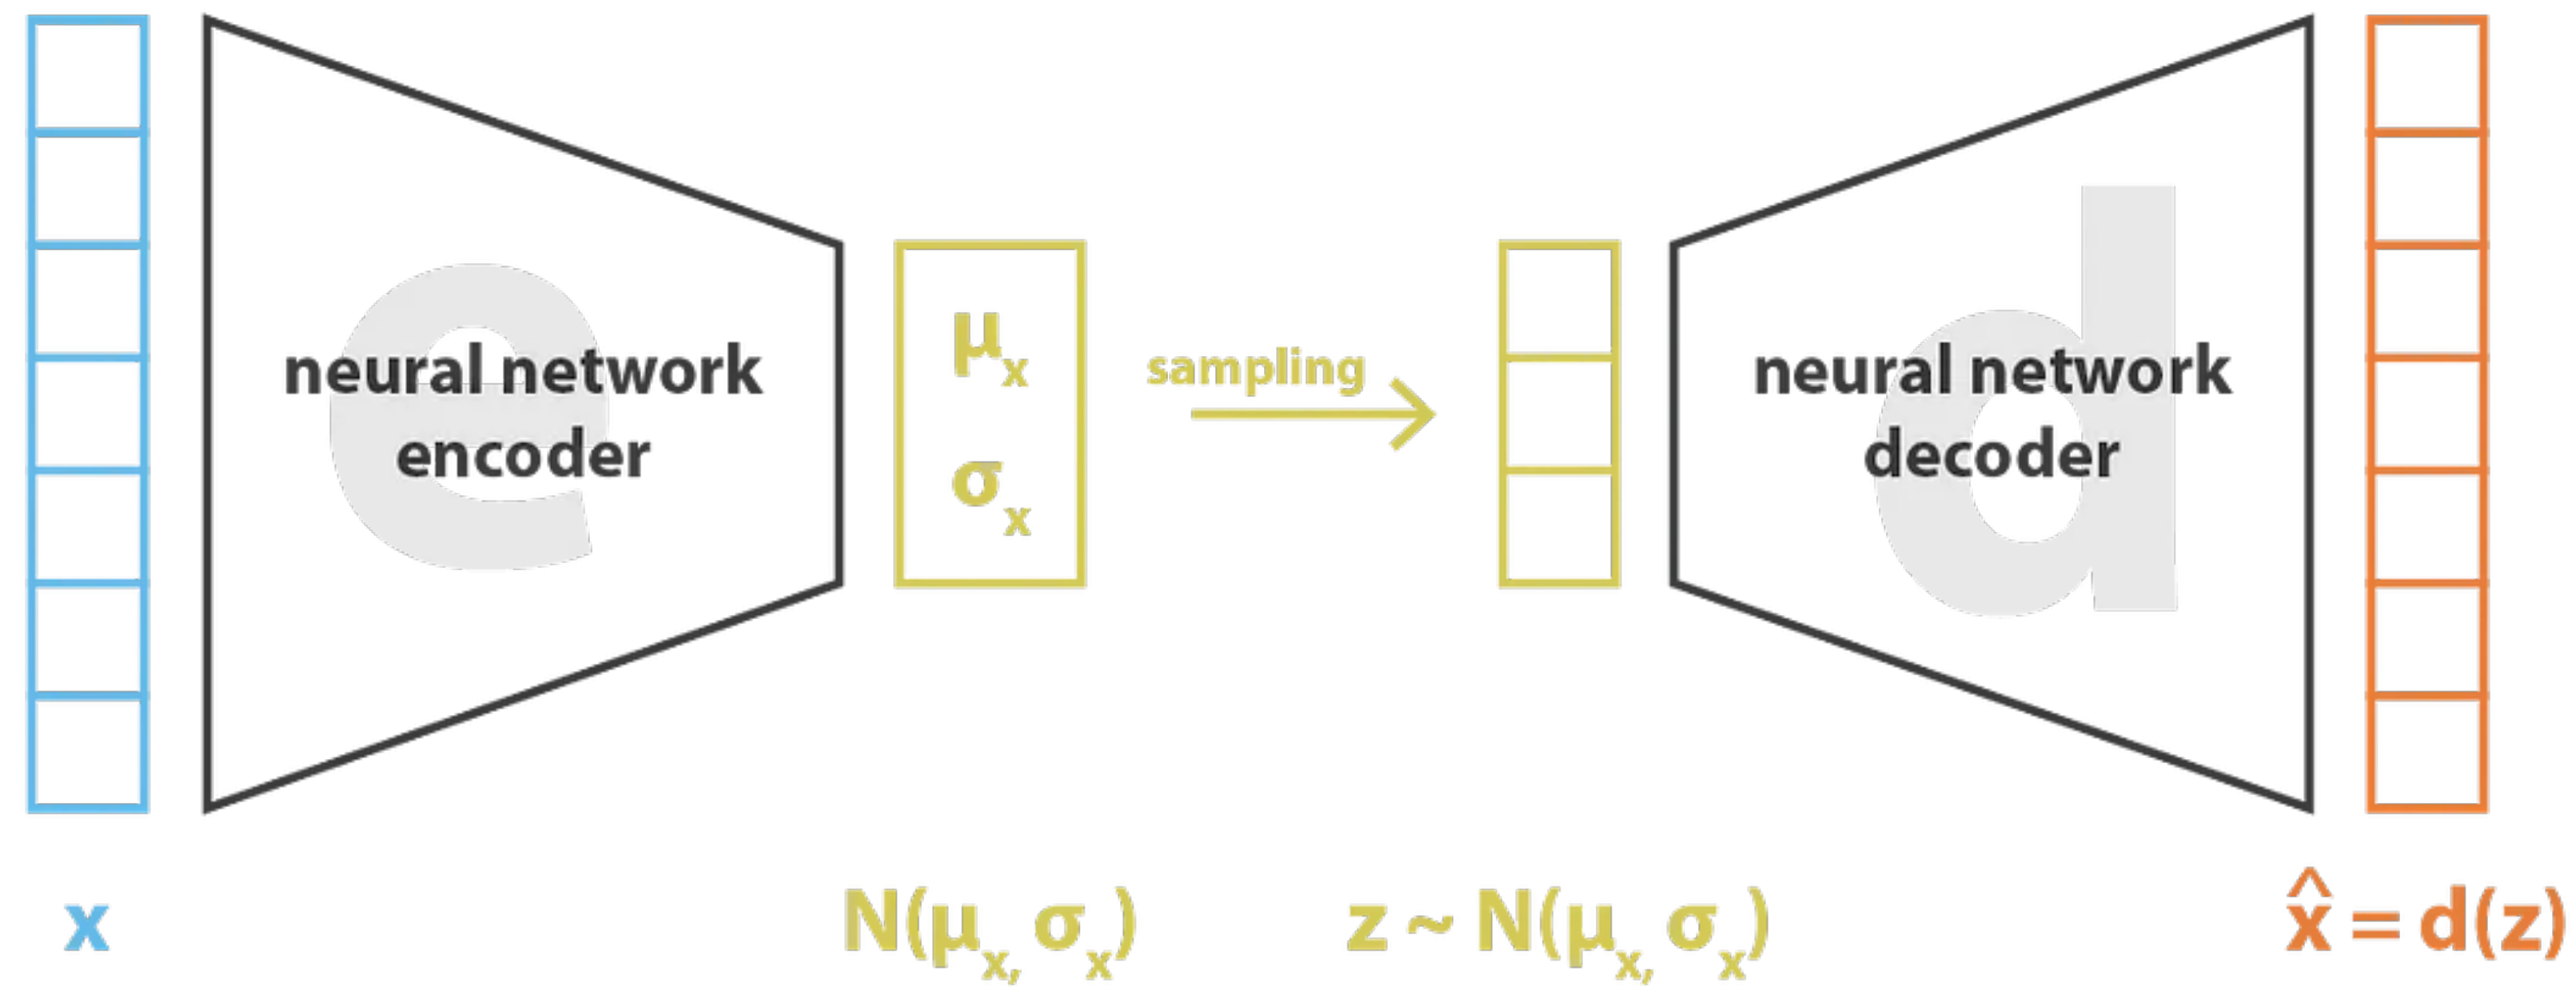 e
neural network
encoder
μx
σx
sampling
d
neural network
decoder
x
N(μx, σx)
z ~ N(μx, σx)
x̂ = d(z)